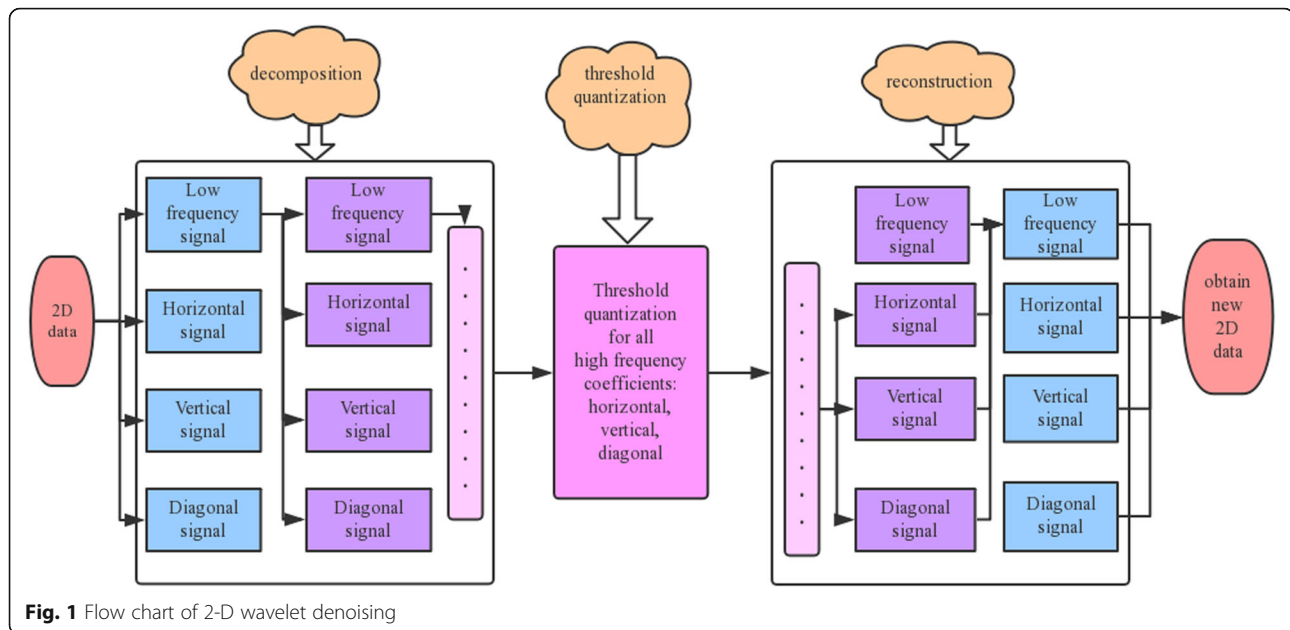 decomposition
threshold
quantization
reconstruction
2D
data
Low
frequency
signal
Horizontal
signal
Vertical
signal
Diagonal
signal
Low
frequency
signal
Horizontal
signal
Vertical
signal
Diagonal
signal
Threshold
quantization
for all
high frequency
coefficients:
horizontal,
vertical,
diagonal
Low
frequency
signal
Horizontal
signal
Vertical
signal
Diagonal
signal
Low
frequency
signal
Horizontal
signal
Vertical
signal
Diagonal
signal
obtain
new
2D
data
Fig. 1 Flow chart of 2-D wavelet denoising